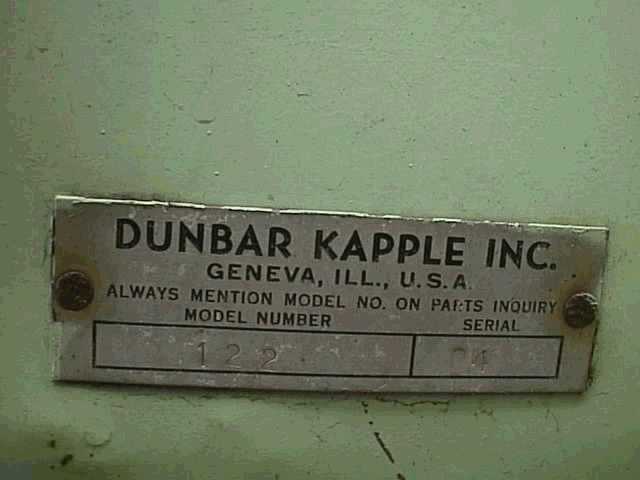 DUNBAR KAPPLE INC.
GENEVA, ILL., U.S.A.
ALWAYS MENTION MODEL NO. ON PARTS INQUIRY
MODEL NUMBER SERIAL
122